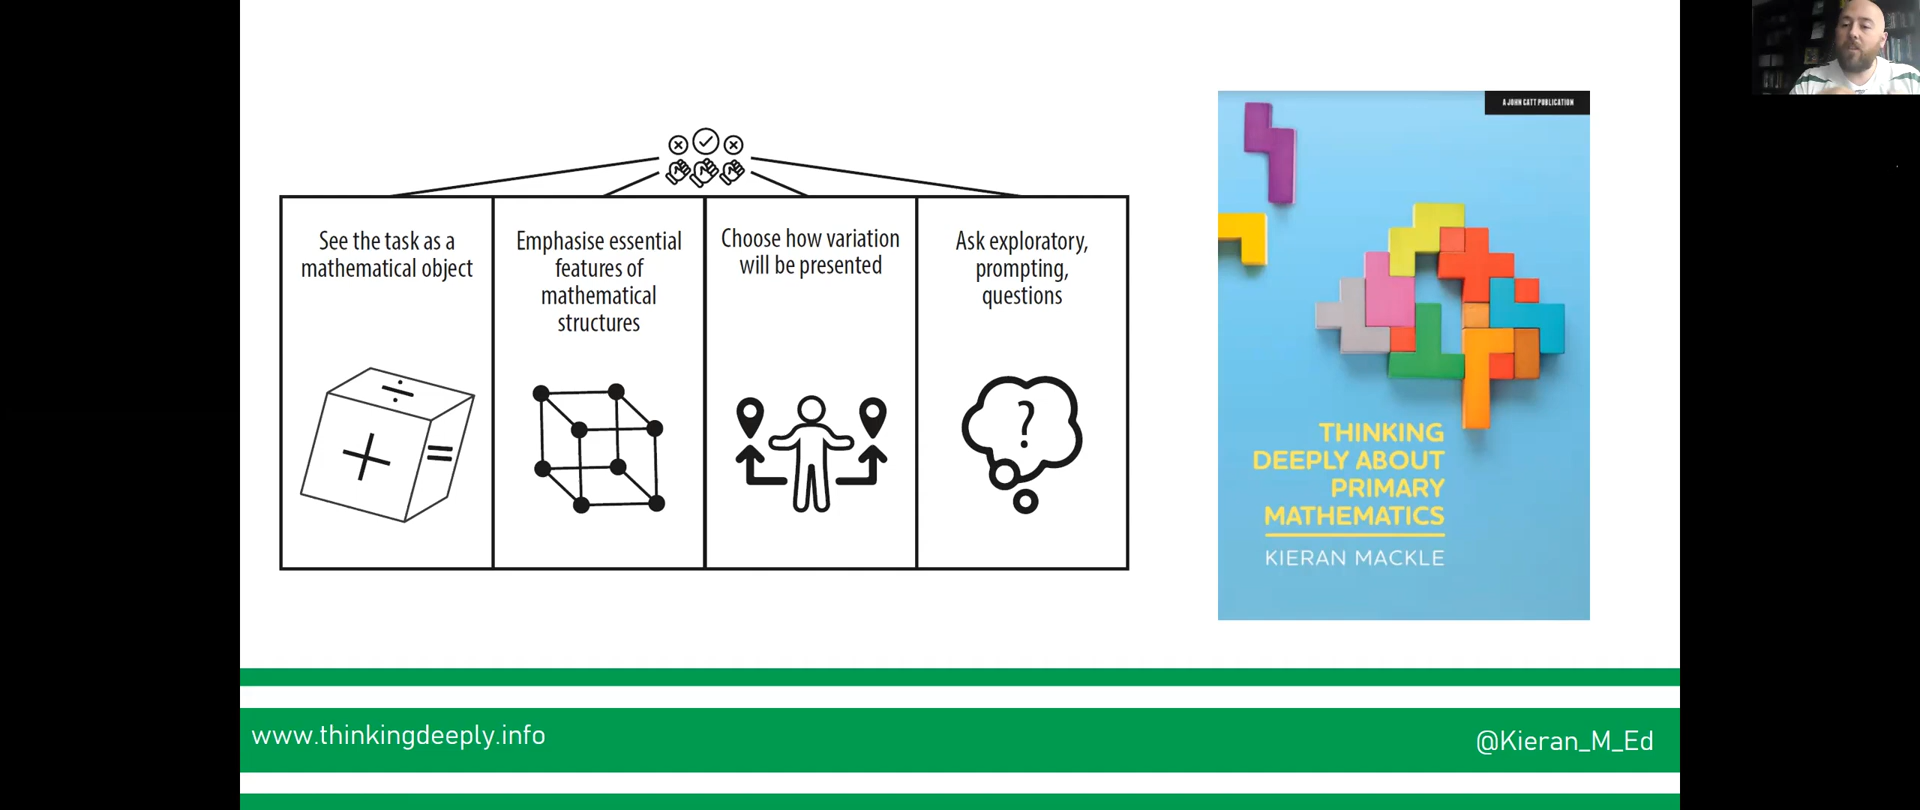 See the task as a
mathematical object
Emphasise essential
features of
mathematical
structures
Choose how variation
will be presented
Ask exploratory,
prompting,
questions
÷
+
=
?
A JOHN CATT PUBLICATION
THINKING
DEEPLY ABOUT
PRIMARY
MATHEMATICS
KIERAN MACKLE
www.thinkingdeeply.info
@Kieran_M_Ed